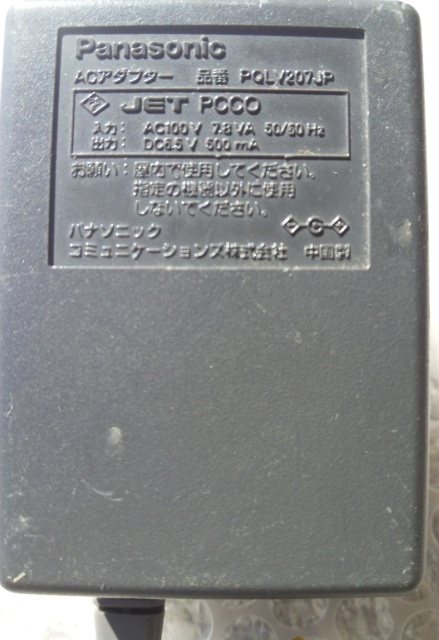 Panasonic
ACアダプター 品番 PQLV207JP
JET PCCO
入力: AC100V 7.8VA 50/60Hz
出力: DC6.5V 500mA
お願い: 屋内で使用してください。
指定の機器以外に使用
しないでください。
パナソニック
コミュニケーションズ株式会社 中国製